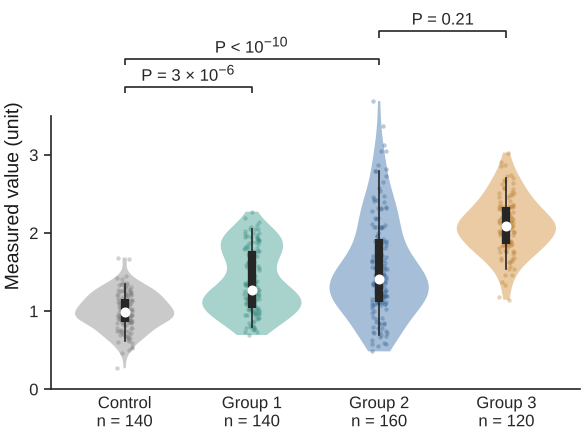 P = 0.21
P < 10⁻¹⁰
P = 3 × 10⁻⁶
Measured value (unit)
3
2
1
0
Control
n = 140
Group 1
n = 140
Group 2
n = 160
Group 3
n = 120